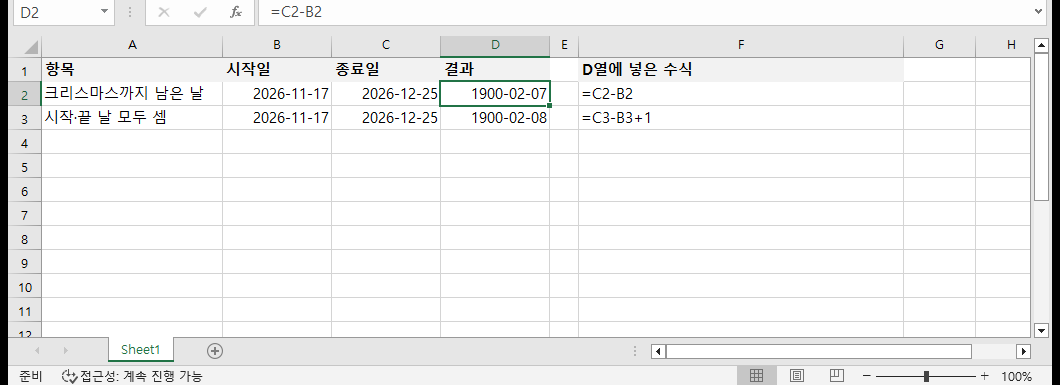 D2 fx =C2-B2
A B C D E F G H
1 항목 시작일 종료일 결과 D열에 넣은 수식
2 크리스마스까지 남은 날 2026-11-17 2026-12-25 1900-02-07 =C2-B2
3 시작·끝 날 모두 셈 2026-11-17 2026-12-25 1900-02-08 =C3-B3+1
4
5
6
7
8
9
10
11
12
Sheet1
준비 접근성: 계속 진행 가능 100%